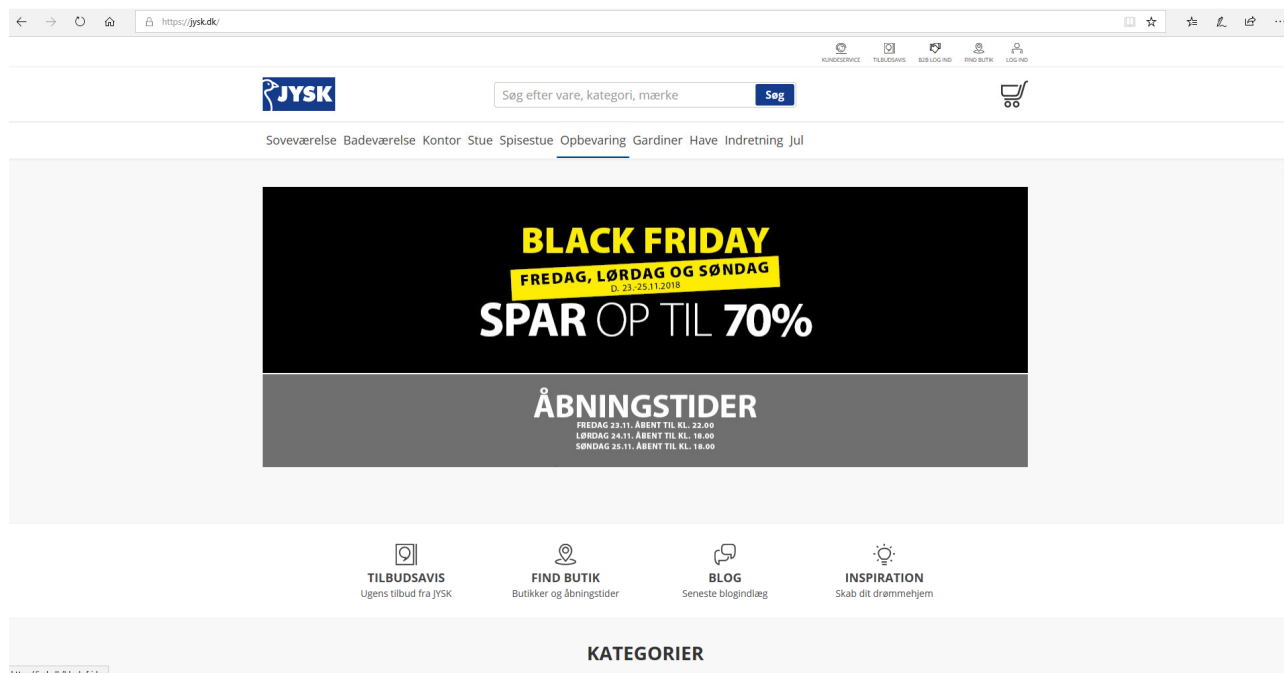 https://jysk.dk/
KUNDESERVICE TILBUDSAVIS B2B LOG IND FIND BUTIK LOG IND
JYSK
Søg efter vare, kategori, mærke Søg
Soveværelse Badeværelse Kontor Stue Spisestue Opbevaring Gardiner Have Indretning Jul
BLACK FRIDAY
FREDAG, LØRDAG OG SØNDAG
D. 23.-25.11.2018
SPAR OP TIL 70%
ÅBNINGSTIDER
FREDAG 23.11. ÅBENT TIL KL. 22.00
LØRDAG 24.11. ÅBENT TIL KL. 18.00
SØNDAG 25.11. ÅBENT TIL KL. 18.00
TILBUDSAVIS FIND BUTIK BLOG INSPIRATION
Ugens tilbud fra JYSK Butikker og åbningstider Seneste blogindlæg Skab dit drømmehjem
KATEGORIER